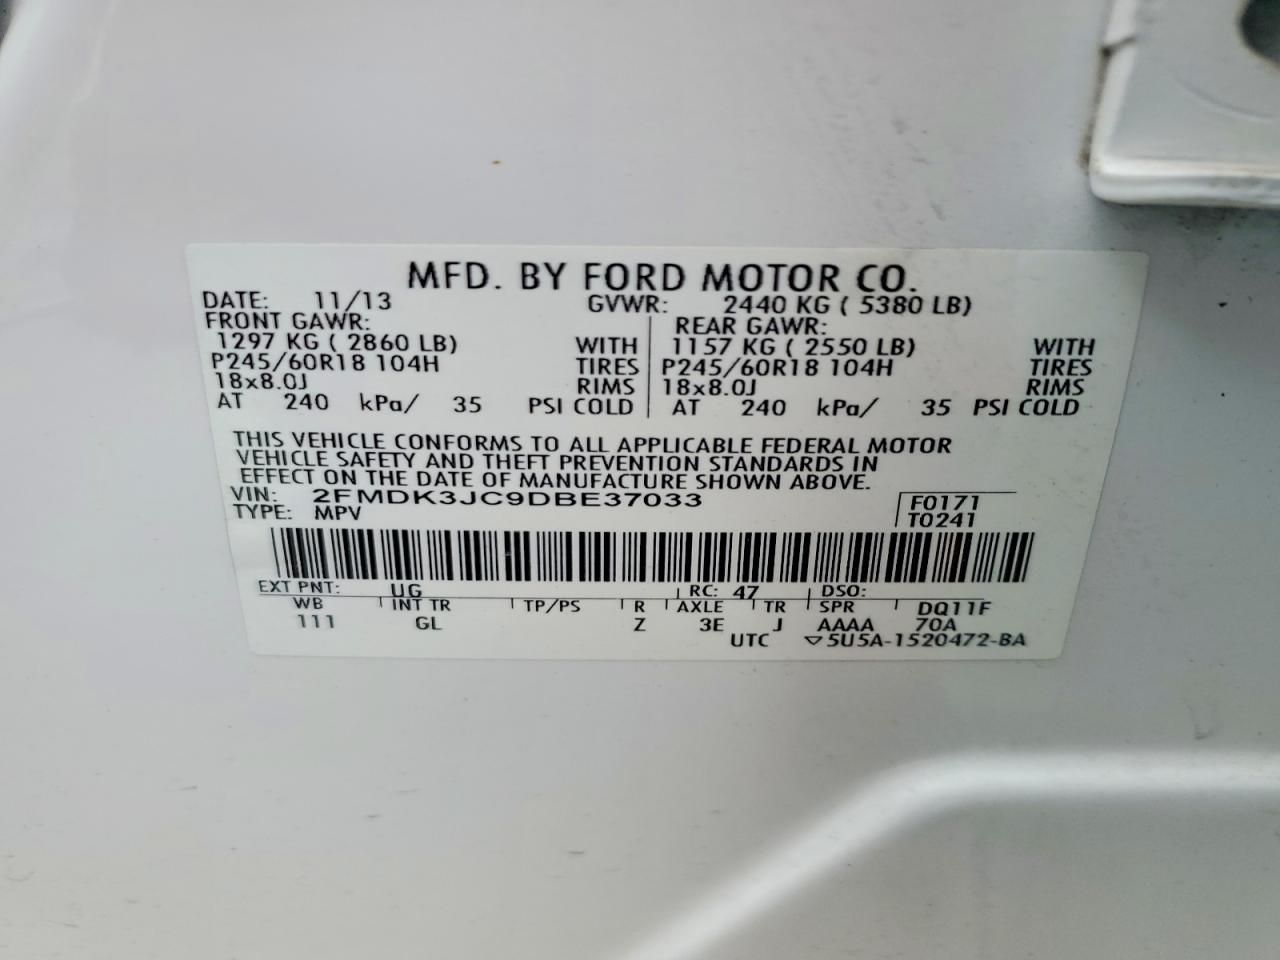 MFD. BY FORD MOTOR CO.
DATE: 11/13 GVWR: 2440 KG ( 5380 LB)
FRONT GAWR: REAR GAWR:
1297 KG ( 2860 LB) WITH 1157 KG ( 2550 LB) WITH
P245/60R18 104H TIRES P245/60R18 104H TIRES
18x8.0J RIMS 18x8.0J RIMS
AT 240 kPa/ 35 PSI COLD AT 240 kPa/ 35 PSI COLD
THIS VEHICLE CONFORMS TO ALL APPLICABLE FEDERAL MOTOR
VEHICLE SAFETY AND THEFT PREVENTION STANDARDS IN
EFFECT ON THE DATE OF MANUFACTURE SHOWN ABOVE.
VIN: 2FMDK3JC9DBE37033 F0171
TYPE: MPV T0241
EXT PNT: UG RC: 47 DSO:
WB INT TR TP/PS R AXLE TR SPR DQ11F
111 GL Z 3E J AAAA 70A
UTC ▽5U5A-1520472-BA